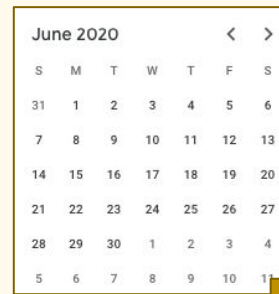 June 2020 < >
S M T W T F S
31 1 2 3 4 5 6
7 8 9 10 11 12 13
14 15 16 17 18 19 20
21 22 23 24 25 26 27
28 29 30 1 2 3 4
5 6 7 8 9 10 11